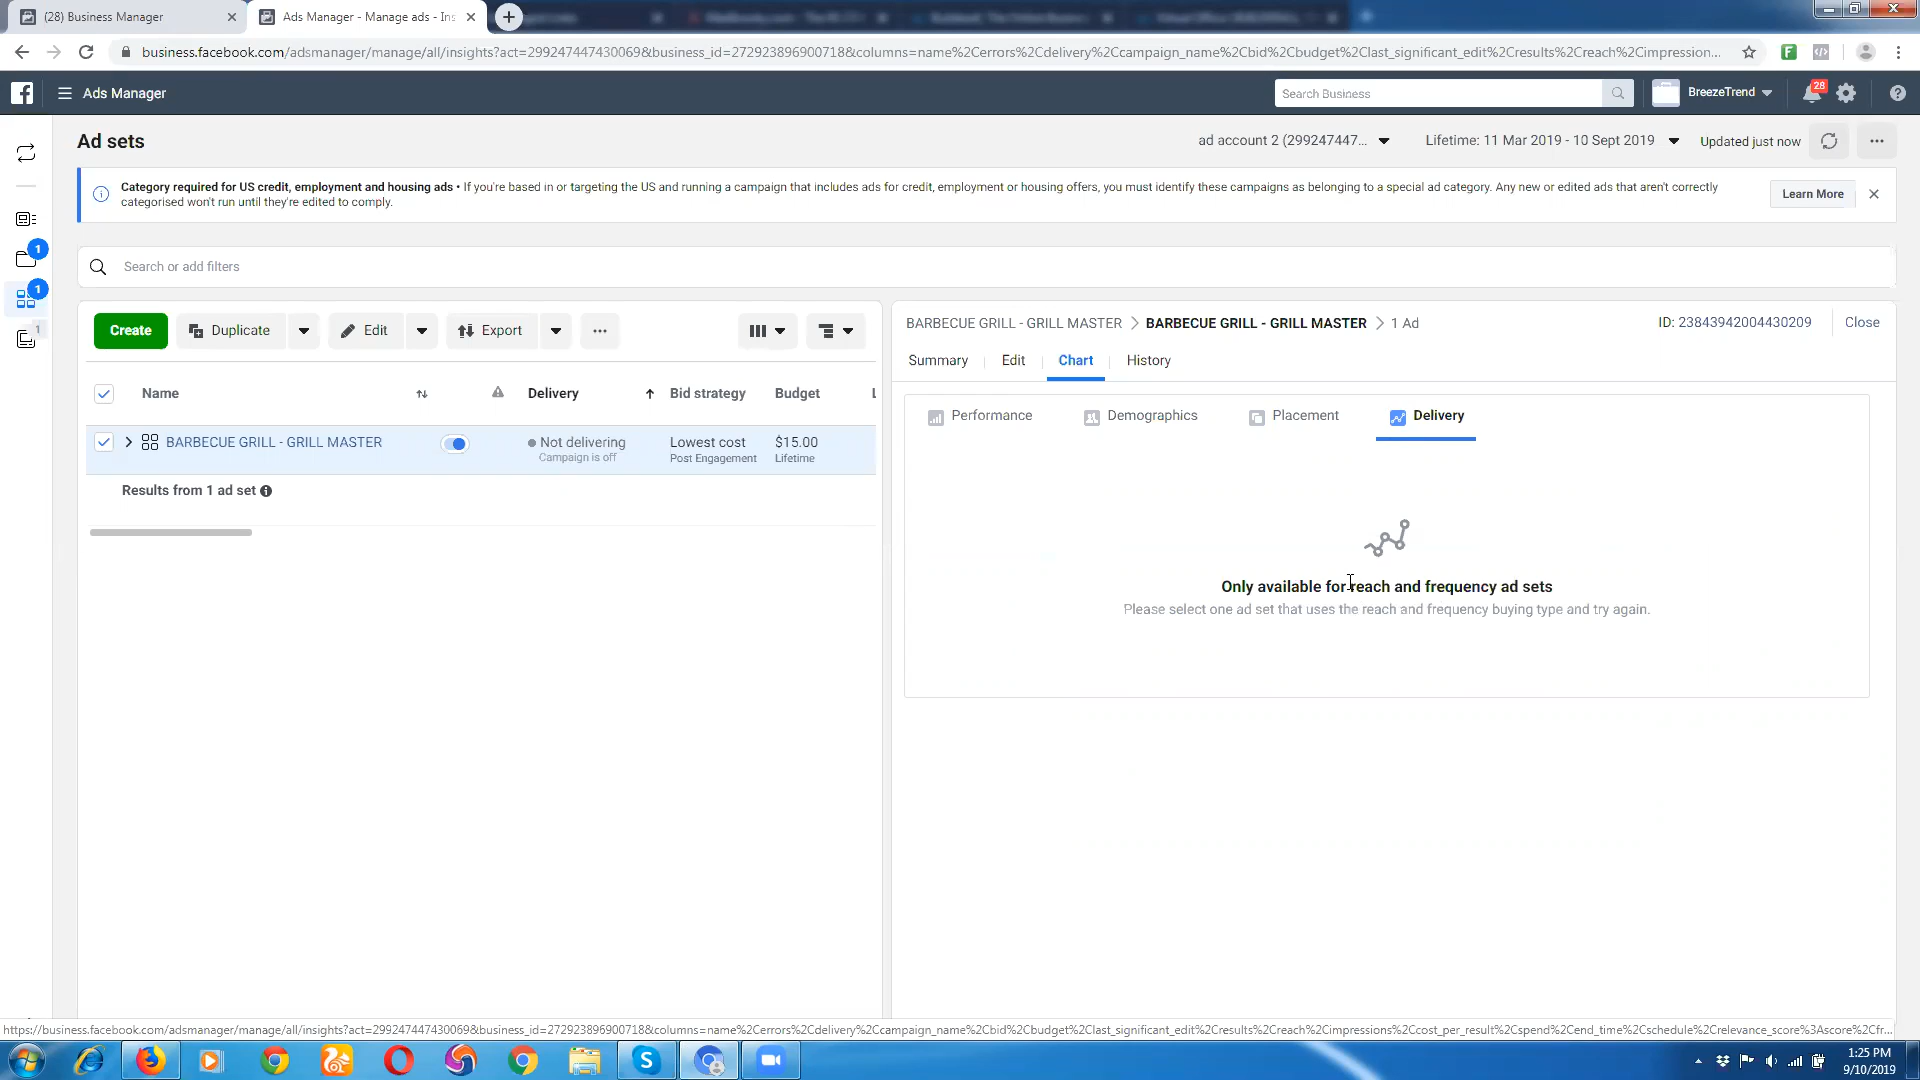 (28) Business Manager
Ads Manager - Manage ads - Ins
business.facebook.com/adsmanager/manage/all/insights?act=299247447430069&business_id=272923896900718&columns=name%2Cerrors%2Cdelivery%2Ccampaign_name%2Cbid%2Cbudget%2Clast_significant_edit%2Cresults%2Creach%2Cimpression...
Ads Manager
Search Business
BreezeTrend
28
Ad sets
ad account 2 (299247447...
Lifetime: 11 Mar 2019 - 10 Sept 2019
Updated just now
Category required for US credit, employment and housing ads • If you're based in or targeting the US and running a campaign that includes ads for credit, employment or housing offers, you must identify these campaigns as belonging to a special ad category. Any new or edited ads that aren't correctly
categorised won't run until they're edited to comply.
Learn More
1
1
1
Search or add filters
Create
Duplicate
Edit
Export
BARBECUE GRILL - GRILL MASTER
BARBECUE GRILL - GRILL MASTER
1 Ad
ID: 23843942004430209
Close
Summary
Edit
Chart
History
Name
Delivery
Bid strategy
Budget
L
Performance
Demographics
Placement
Delivery
BARBECUE GRILL - GRILL MASTER
Not delivering
Campaign is off
Lowest cost
Post Engagement
$15.00
Lifetime
Results from 1 ad set
Only available for reach and frequency ad sets
Please select one ad set that uses the reach and frequency buying type and try again.
https://business.facebook.com/adsmanager/manage/all/insights?act=299247447430069&business_id=272923896900718&columns=name%2Cerrors%2Cdelivery%2Ccampaign_name%2Cbid%2Cbudget%2Clast_significant_edit%2Cresults%2Creach%2Cimpressions%2Ccost_per_result%2Cspend%2Cend_time%2Cschedule%2Crelevance_score%3Ascore%2Cfr...
1:25 PM
9/10/2019